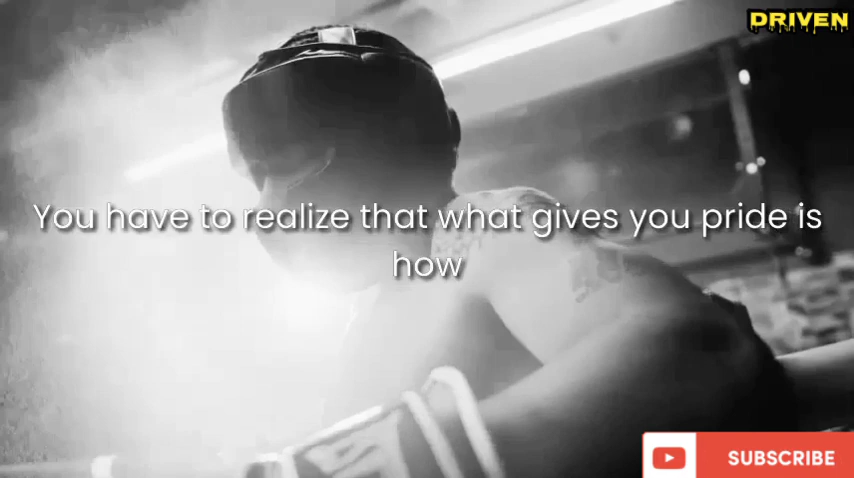 DRIVEN
You have to realize that what gives you pride is
how
SUBSCRIBE